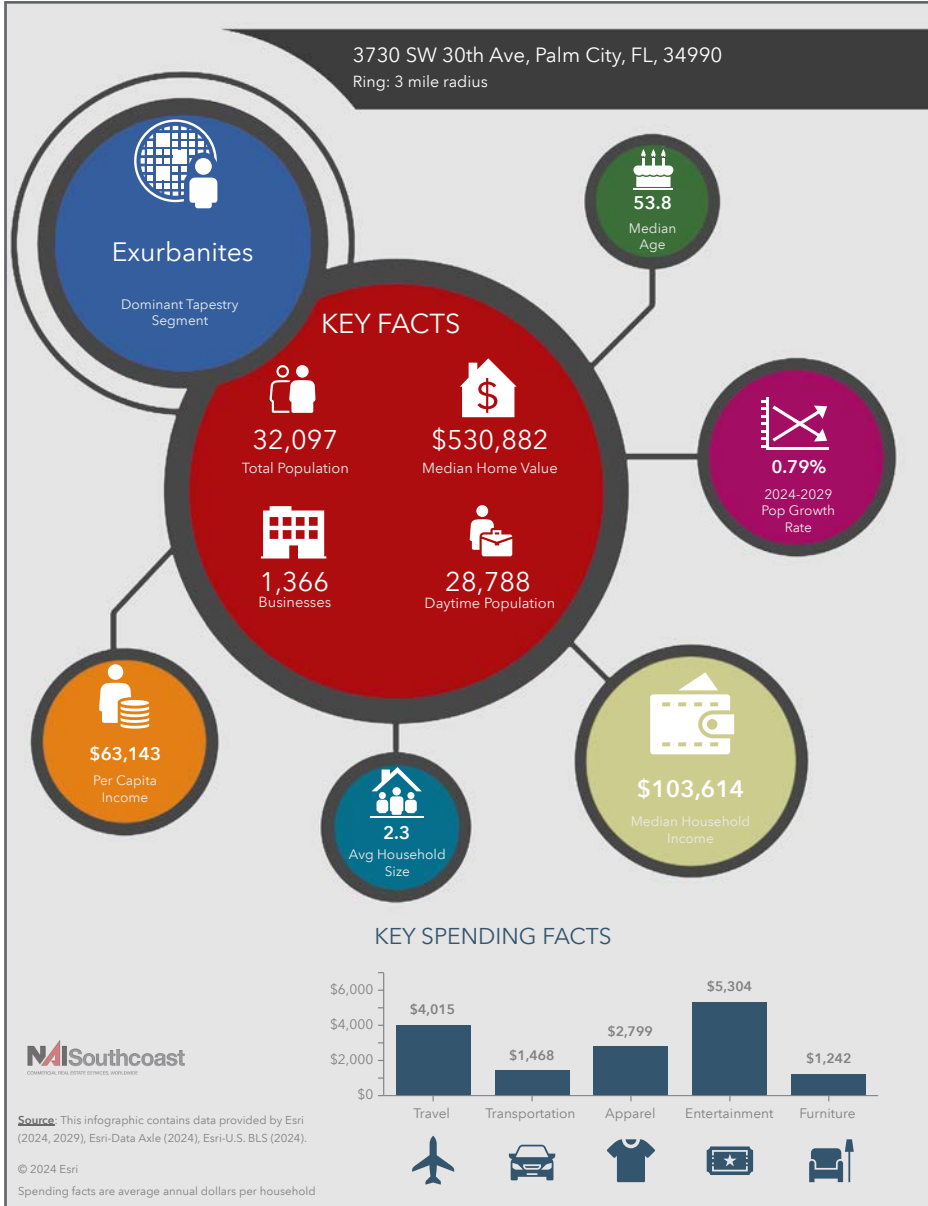 3730 SW 30th Ave, Palm City, FL, 34990
Ring: 3 mile radius
Exurbanites
Dominant Tapestry
Segment
53.8
Median
Age
KEY FACTS
32,097
Total Population
$530,882
Median Home Value
1,366
Businesses
28,788
Daytime Population
0.79%
2024-2029
Pop Growth
Rate
$63,143
Per Capita
Income
2.3
Avg Household
Size
$103,614
Median Household
Income
KEY SPENDING FACTS
$6,000
$4,000
$2,000
$0
$4,015
$1,468
$2,799
$5,304
$1,242
Travel
Transportation
Apparel
Entertainment
Furniture
NAISouthcoast
COMMERCIAL REAL ESTATE SERVICES, WORLDWIDE
Source: This infographic contains data provided by Esri
(2024, 2029), Esri-Data Axle (2024), Esri-U.S. BLS (2024).
© 2024 Esri
Spending facts are average annual dollars per household